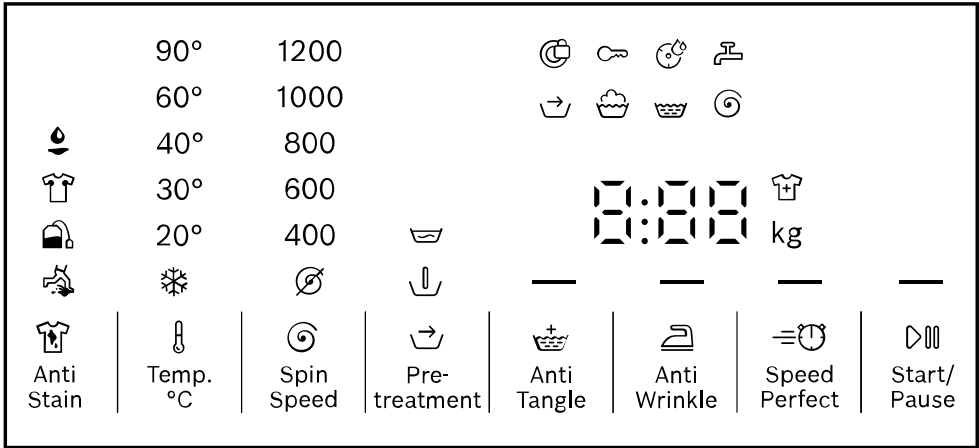 90° 1200
60° 1000
40° 800
30° 600
20° 400
8:88
kg
Anti
Stain
Temp.
°C
Spin
Speed
Pre-
treatment
Anti
Tangle
Anti
Wrinkle
Speed
Perfect
Start/
Pause